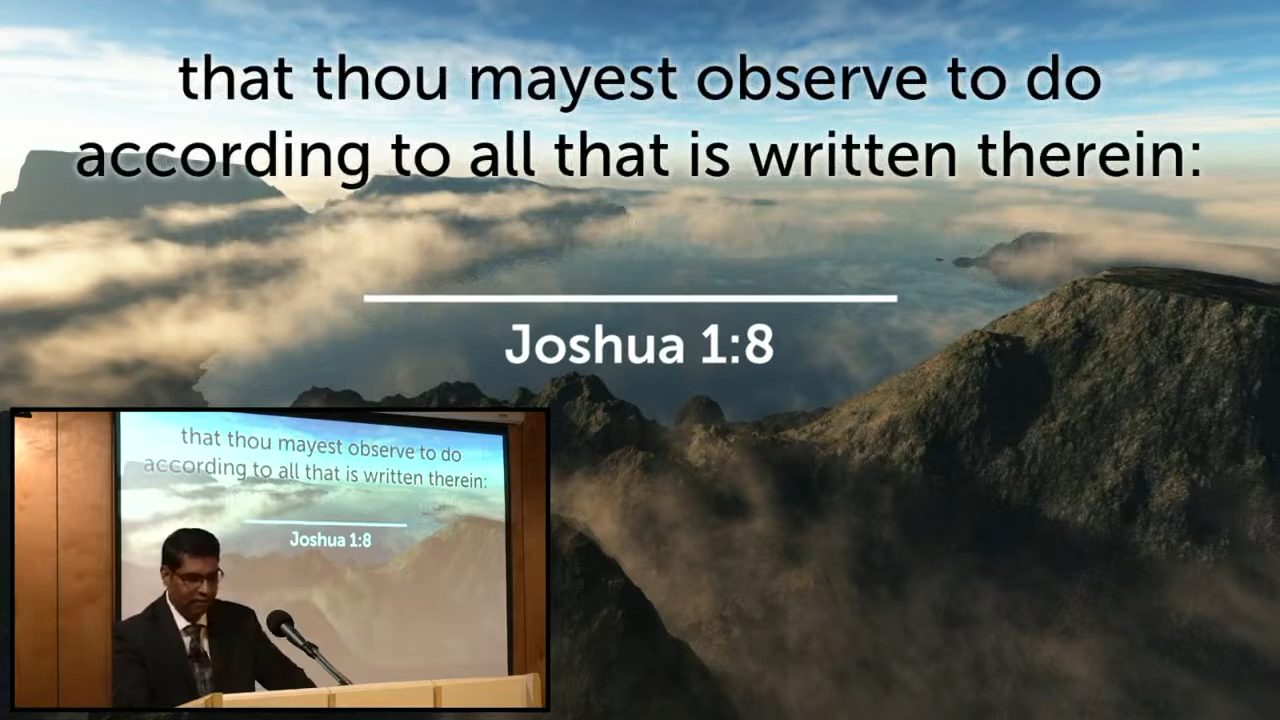 that thou mayest observe to do
according to all that is written therein:
Joshua 1:8
that thou mayest observe to do
according to all that is written therein:
Joshua 1:8